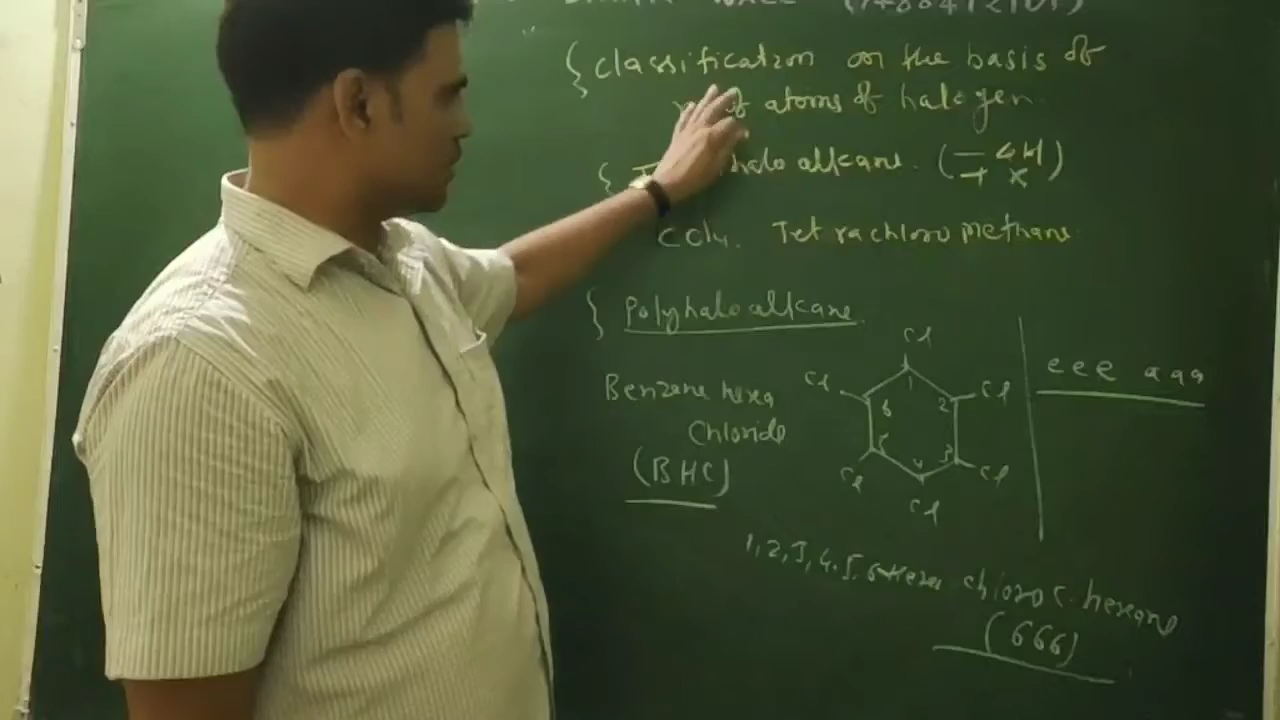 { Classification on the basis of
of atoms of halogen.
{ halo alkane. (–4H +4X)
CCl4. Tetrachloro methane
{ Polyhalo alkane
Cl
Cl 1 Cl eee aaa
Benzene hexa 6 2
Chloride 5 4 3
(BHC) Cl Cl
Cl
1,2,3,4,5,6 Hexa chloro c. hexane
(666)